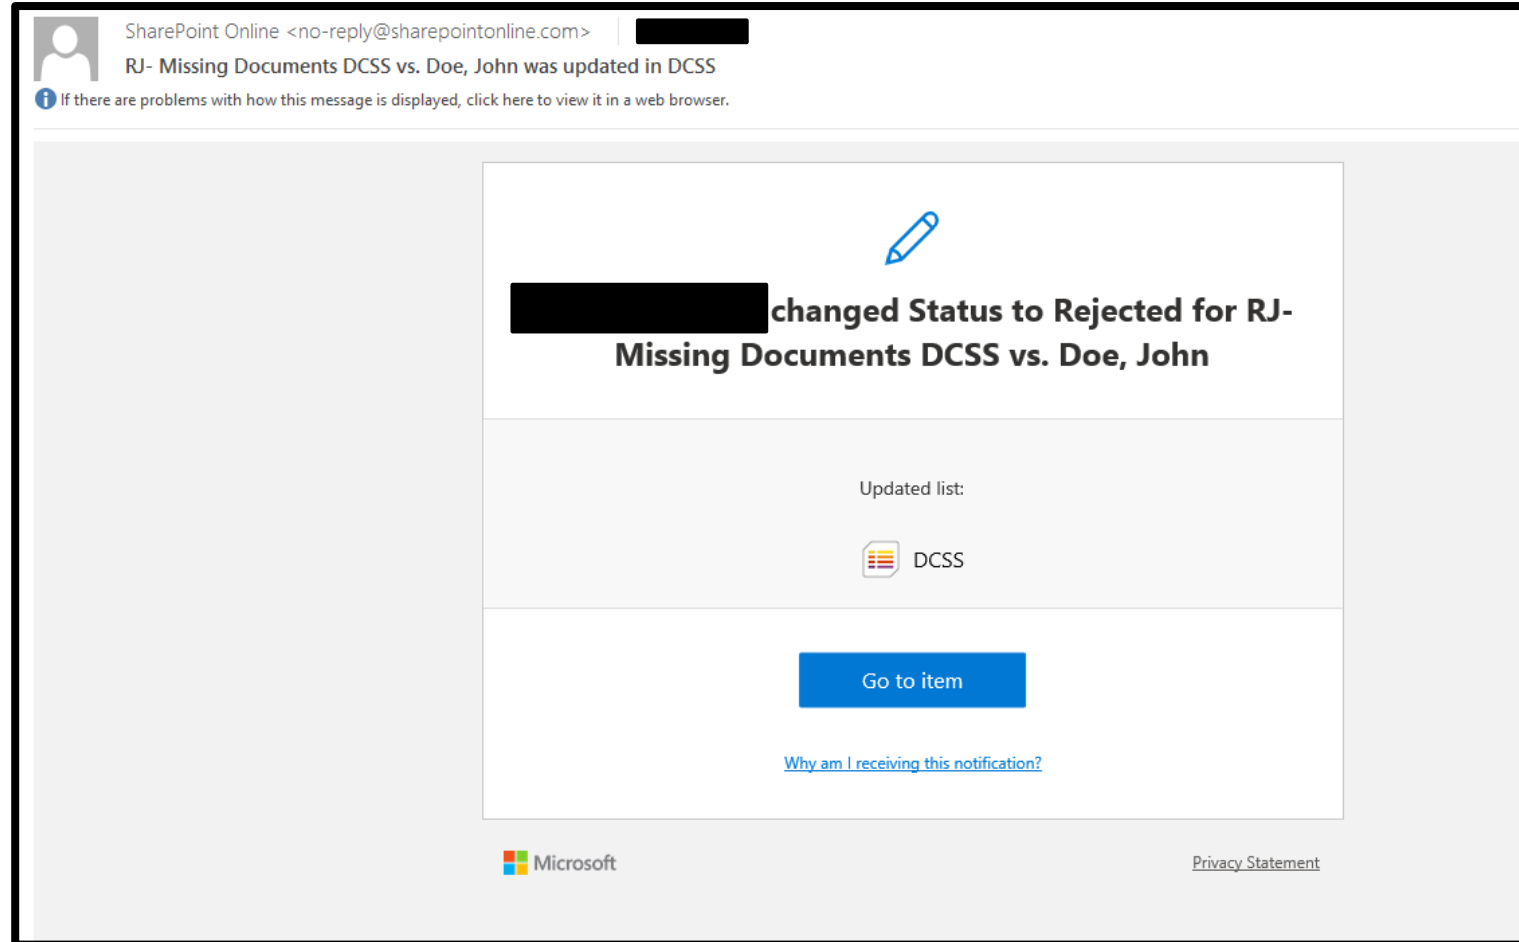 SharePoint Online <no-reply@sharepointonline.com>
RJ- Missing Documents DCSS vs. Doe, John was updated in DCSS
If there are problems with how this message is displayed, click here to view it in a web browser.
changed Status to Rejected for RJ-
Missing Documents DCSS vs. Doe, John
Updated list:
DCSS
Go to item
Why am I receiving this notification?
Microsoft
Privacy Statement